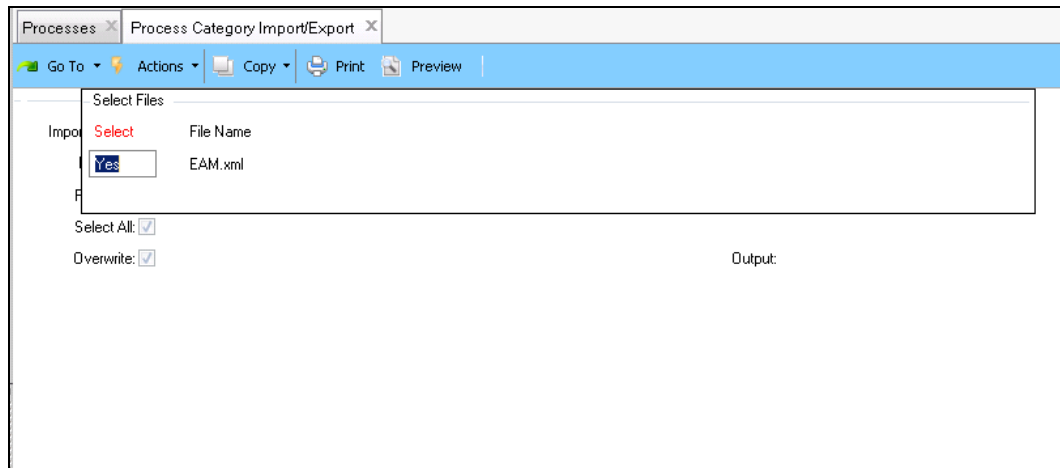 Processes Process Category Import/Export
Go To Actions Copy Print Preview
Select Files
Select File Name
Yes EAM.xml
Select All:
Overwrite: Output: